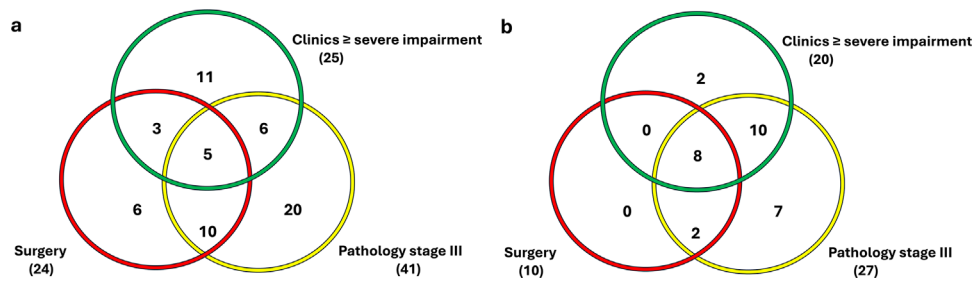 a
Clinics ≥ severe impairment
(25)
11
3
6
5
6
20
10
Surgery
(24)
Pathology stage III
(41)
b
Clinics ≥ severe impairment
(20)
2
0
10
8
0
7
2
Surgery
(10)
Pathology stage III
(27)